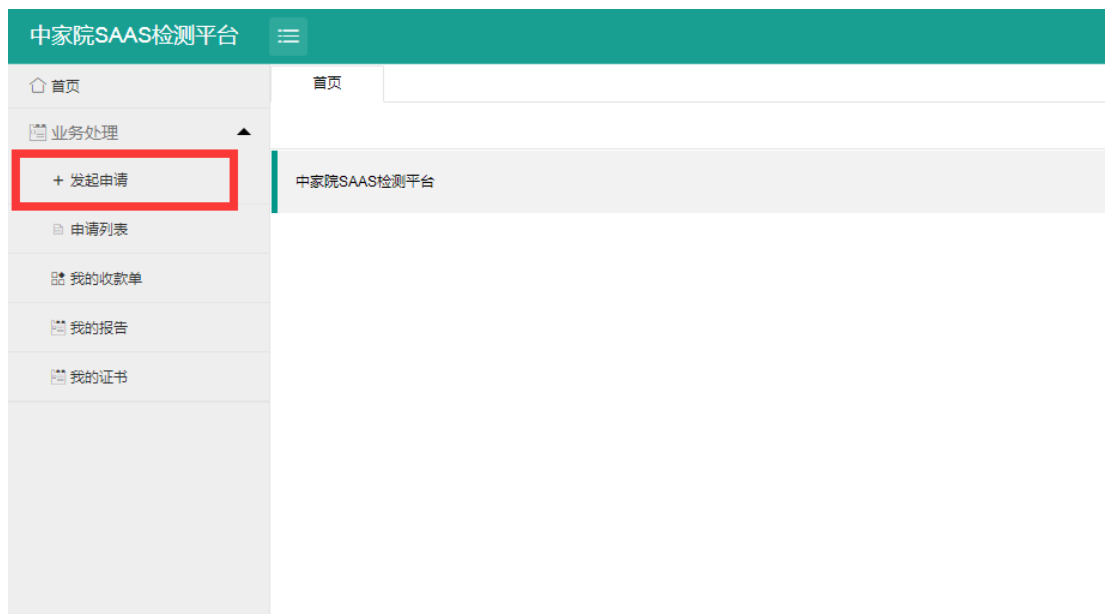 中家院SAAS检测平台
首页
首页
业务处理
+ 发起申请
中家院SAAS检测平台
申请列表
我的收款单
我的报告
我的证书